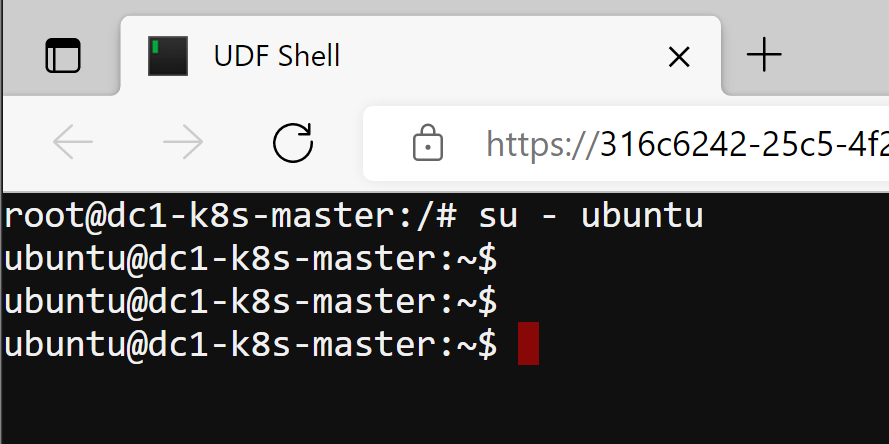 UDF Shell
https://316c6242-25c5-4f2
root@dc1-k8s-master:/# su - ubuntu
ubuntu@dc1-k8s-master:~$
ubuntu@dc1-k8s-master:~$
ubuntu@dc1-k8s-master:~$